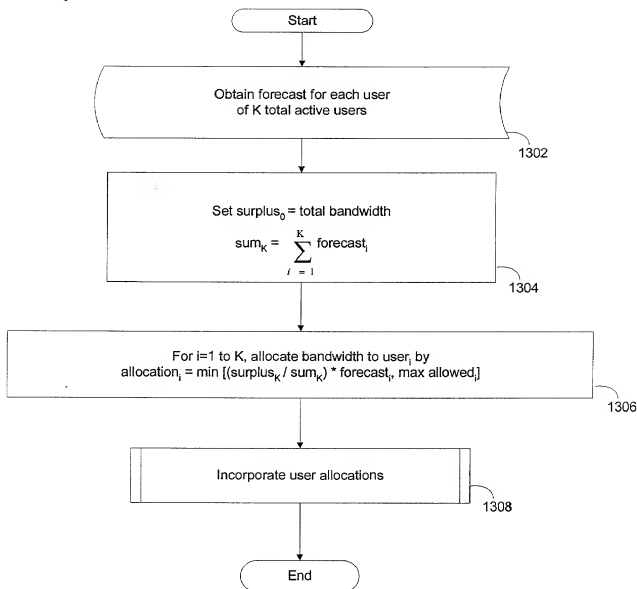 Start
Obtain forecast for each user
of K total active users
1302
Set surplus₀ = total bandwidth
K
sumK = ∑ forecastᵢ
i = 1
1304
For i=1 to K, allocate bandwidth to userᵢ by
allocationᵢ = min [(surplusK / sumK) * forecastᵢ, max allowedᵢ]
1306
Incorporate user allocations
1308
End